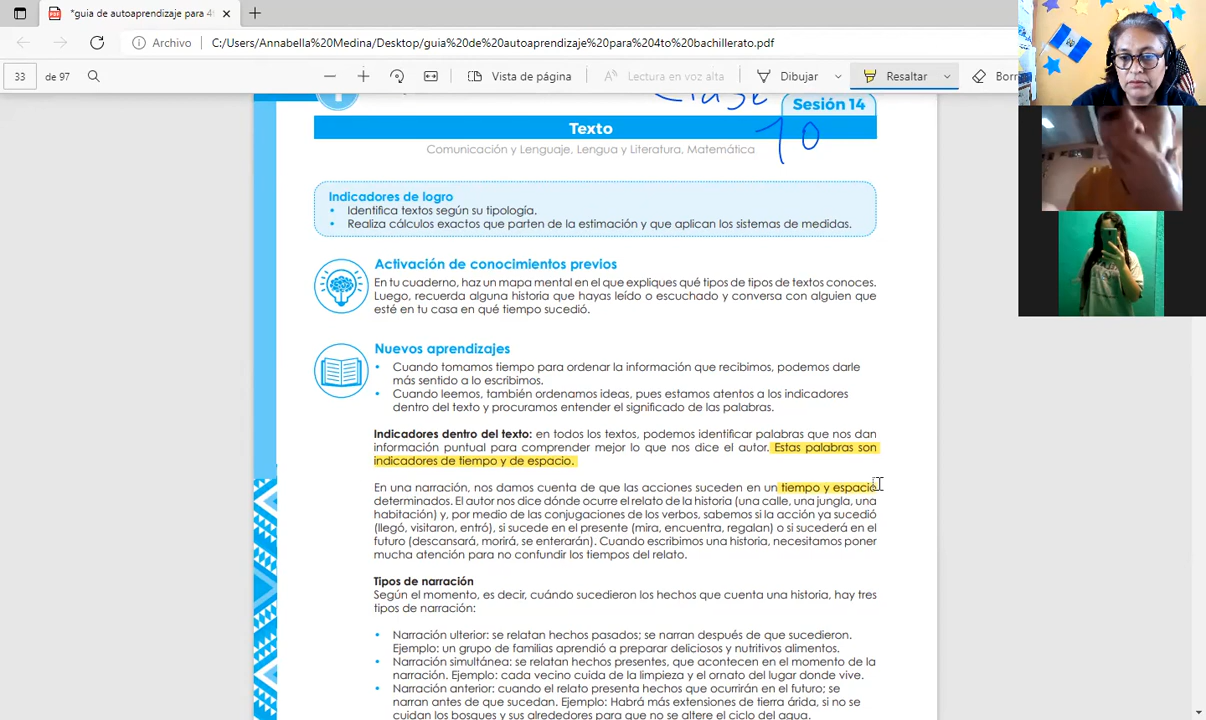 *guia de autoaprendizaje para 4
Archivo
C:/Users/Annabella%20Medina/Desktop/guia%20de%20autoaprendizaje%20para%204to%20bachillerato.pdf
33 de 97
Vista de página
Lectura en voz alta
Dibujar
Resaltar
Borr
Clase
10
Sesión 14
Texto
Comunicación y Lenguaje, Lengua y Literatura, Matemática
Indicadores de logro
• Identifica textos según su tipología.
• Realiza cálculos exactos que parten de la estimación y que aplican los sistemas de medidas.
Activación de conocimientos previos
En tu cuaderno, haz un mapa mental en el que expliques qué tipos de tipos de textos conoces.
Luego, recuerda alguna historia que hayas leído o escuchado y conversa con alguien que
esté en tu casa en qué tiempo sucedió.
Nuevos aprendizajes
• Cuando tomamos tiempo para ordenar la información que recibimos, podemos darle
más sentido a lo escribimos.
• Cuando leemos, también ordenamos ideas, pues estamos atentos a los indicadores
dentro del texto y procuramos entender el significado de las palabras.
Indicadores dentro del texto: en todos los textos, podemos identificar palabras que nos dan
información puntual para comprender mejor lo que nos dice el autor. Estas palabras son
indicadores de tiempo y de espacio.
En una narración, nos damos cuenta de que las acciones suceden en un tiempo y espacio
determinados. El autor nos dice dónde ocurre el relato de la historia (una calle, una jungla, una
habitación) y, por medio de las conjugaciones de los verbos, sabemos si la acción ya sucedió
(llegó, visitaron, entró), si sucede en el presente (mira, encuentra, regalan) o si sucederá en el
futuro (descansará, morirá, se enterarán). Cuando escribimos una historia, necesitamos poner
mucha atención para no confundir los tiempos del relato.
Tipos de narración
Según el momento, es decir, cuándo sucedieron los hechos que cuenta una historia, hay tres
tipos de narración:
• Narración ulterior: se relatan hechos pasados; se narran después de que sucedieron.
Ejemplo: un grupo de familias aprendió a preparar deliciosos y nutritivos alimentos.
• Narración simultánea: se relatan hechos presentes, que acontecen en el momento de la
narración. Ejemplo: cada vecino cuida de la limpieza y el ornato del lugar donde vive.
• Narración anterior: cuando el relato presenta hechos que ocurrirán en el futuro; se
narran antes de que sucedan. Ejemplo: Habrá más extensiones de tierra árida, si no se
cuidan los bosques y sus alrededores para que no se altere el ciclo del agua.